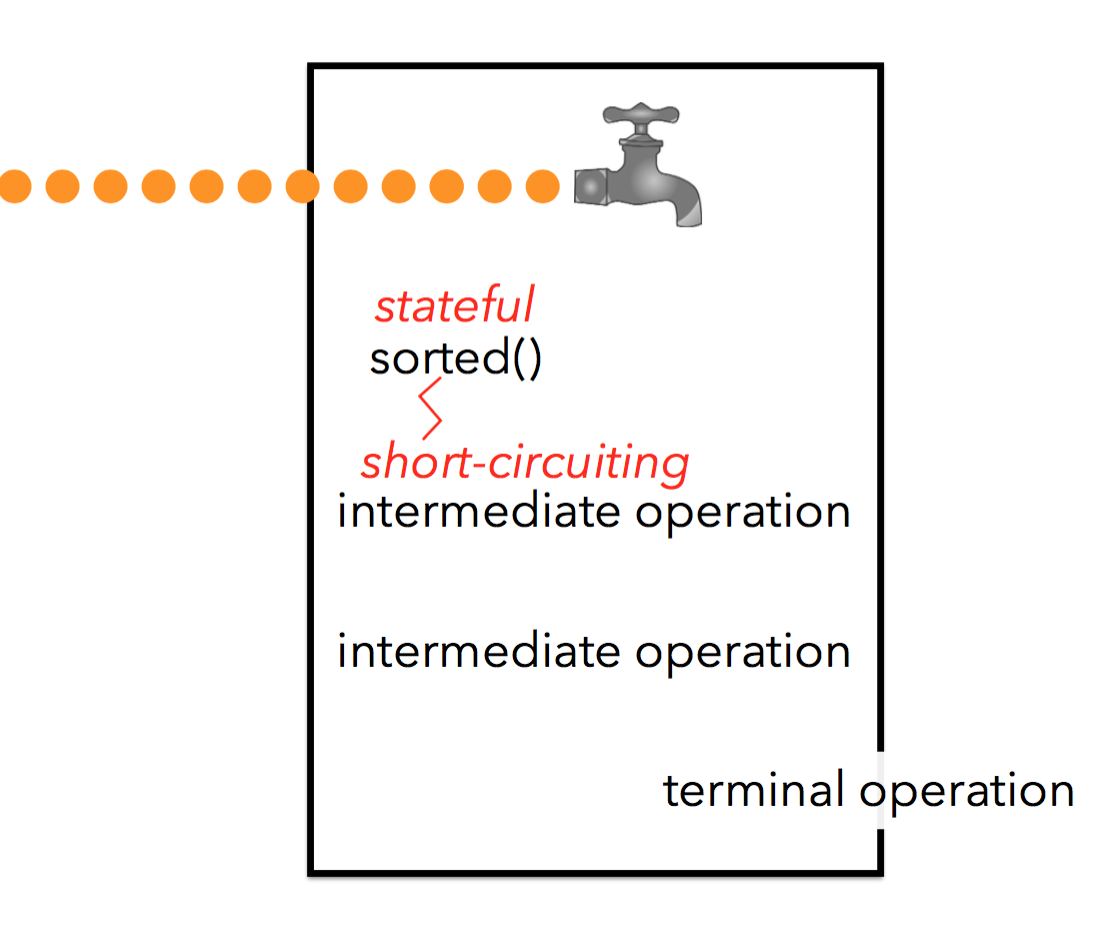 stateful
sorted()
short-circuiting
intermediate operation
intermediate operation
terminal operation